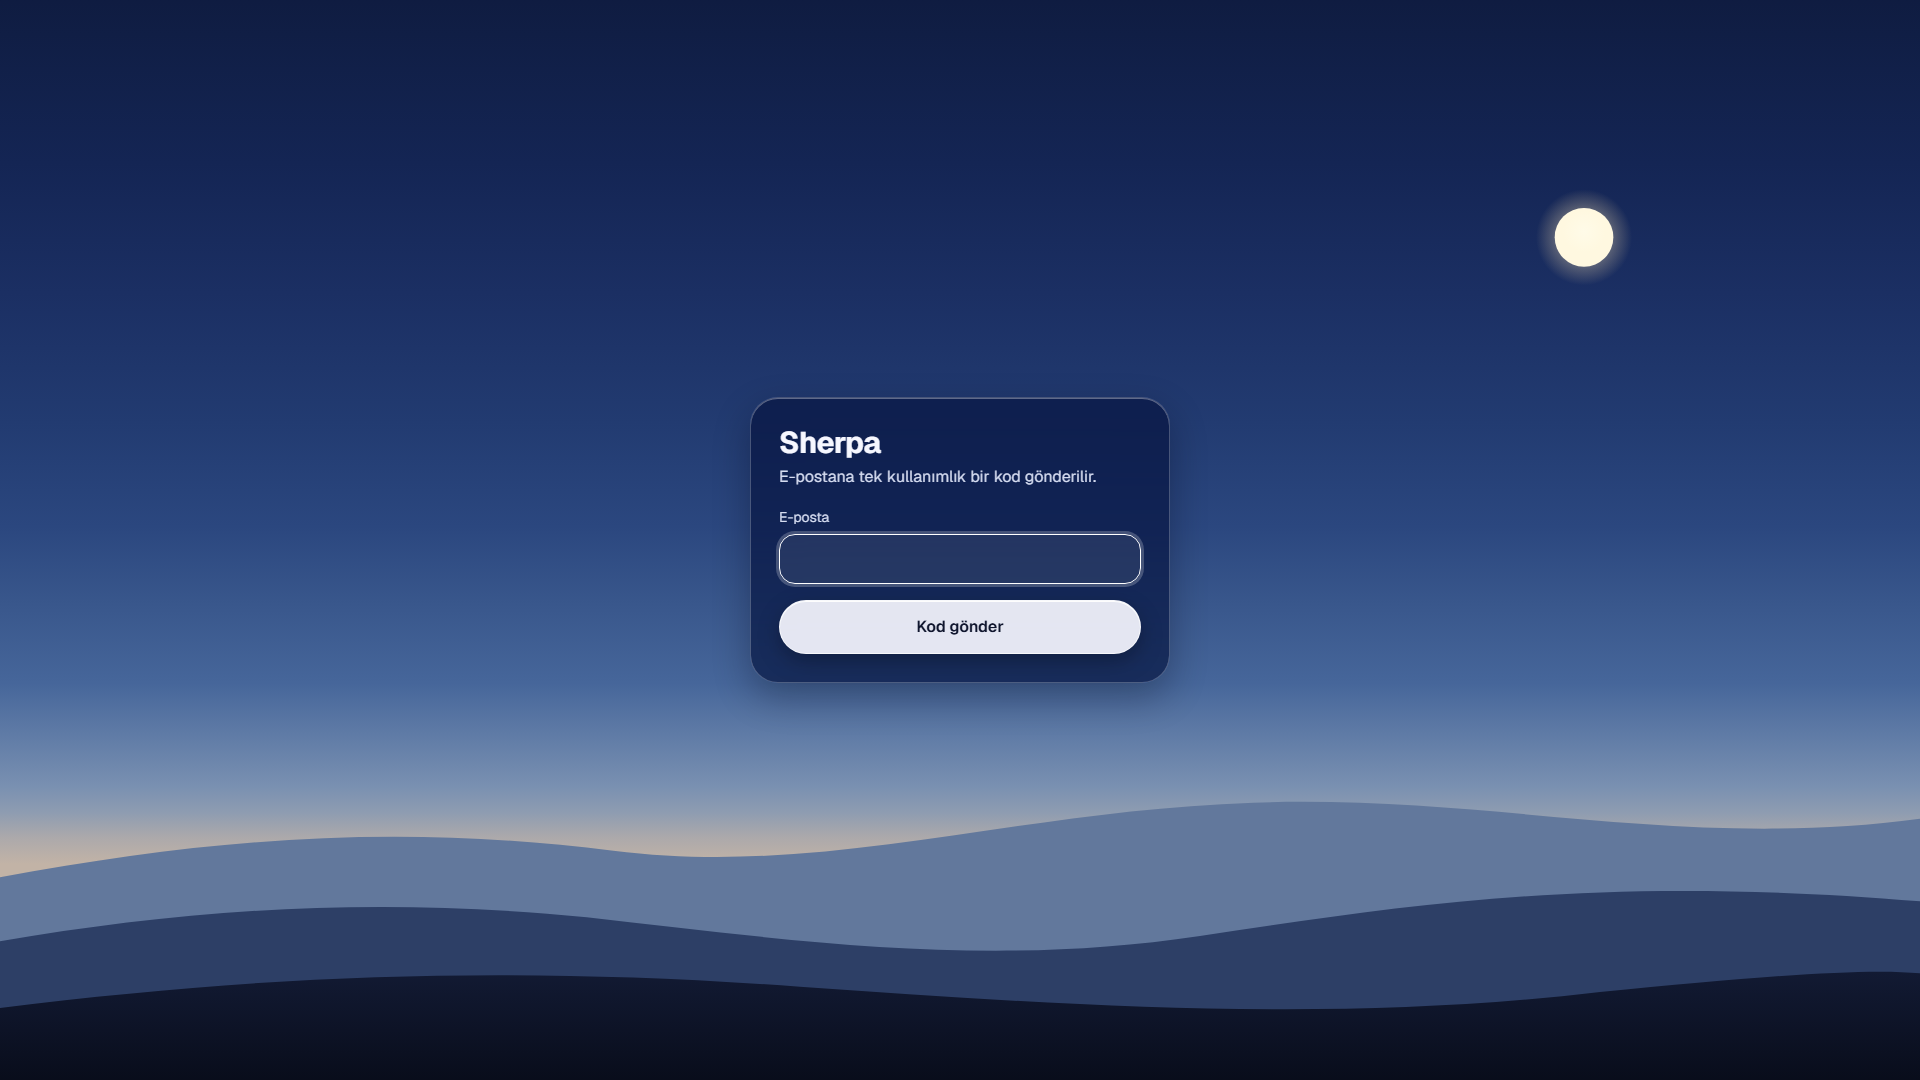 Sherpa
E-postana tek kullanımlık bir kod gönderilir.
E-posta
Kod gönder